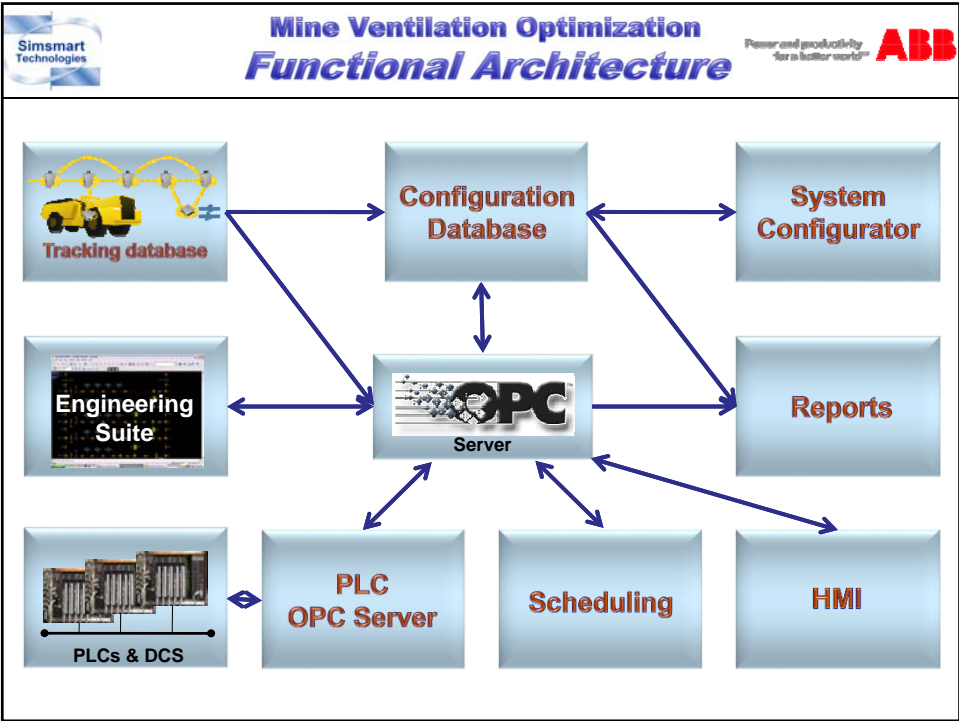 Simsmart
Technologies
Mine Ventilation Optimization
Functional Architecture
Power and productivity
for a better world™
ABB
Tracking database
Configuration
Database
System
Configurator
Engineering
Suite
OPC
Server
Reports
PLCs & DCS
PLC
OPC Server
Scheduling
HMI